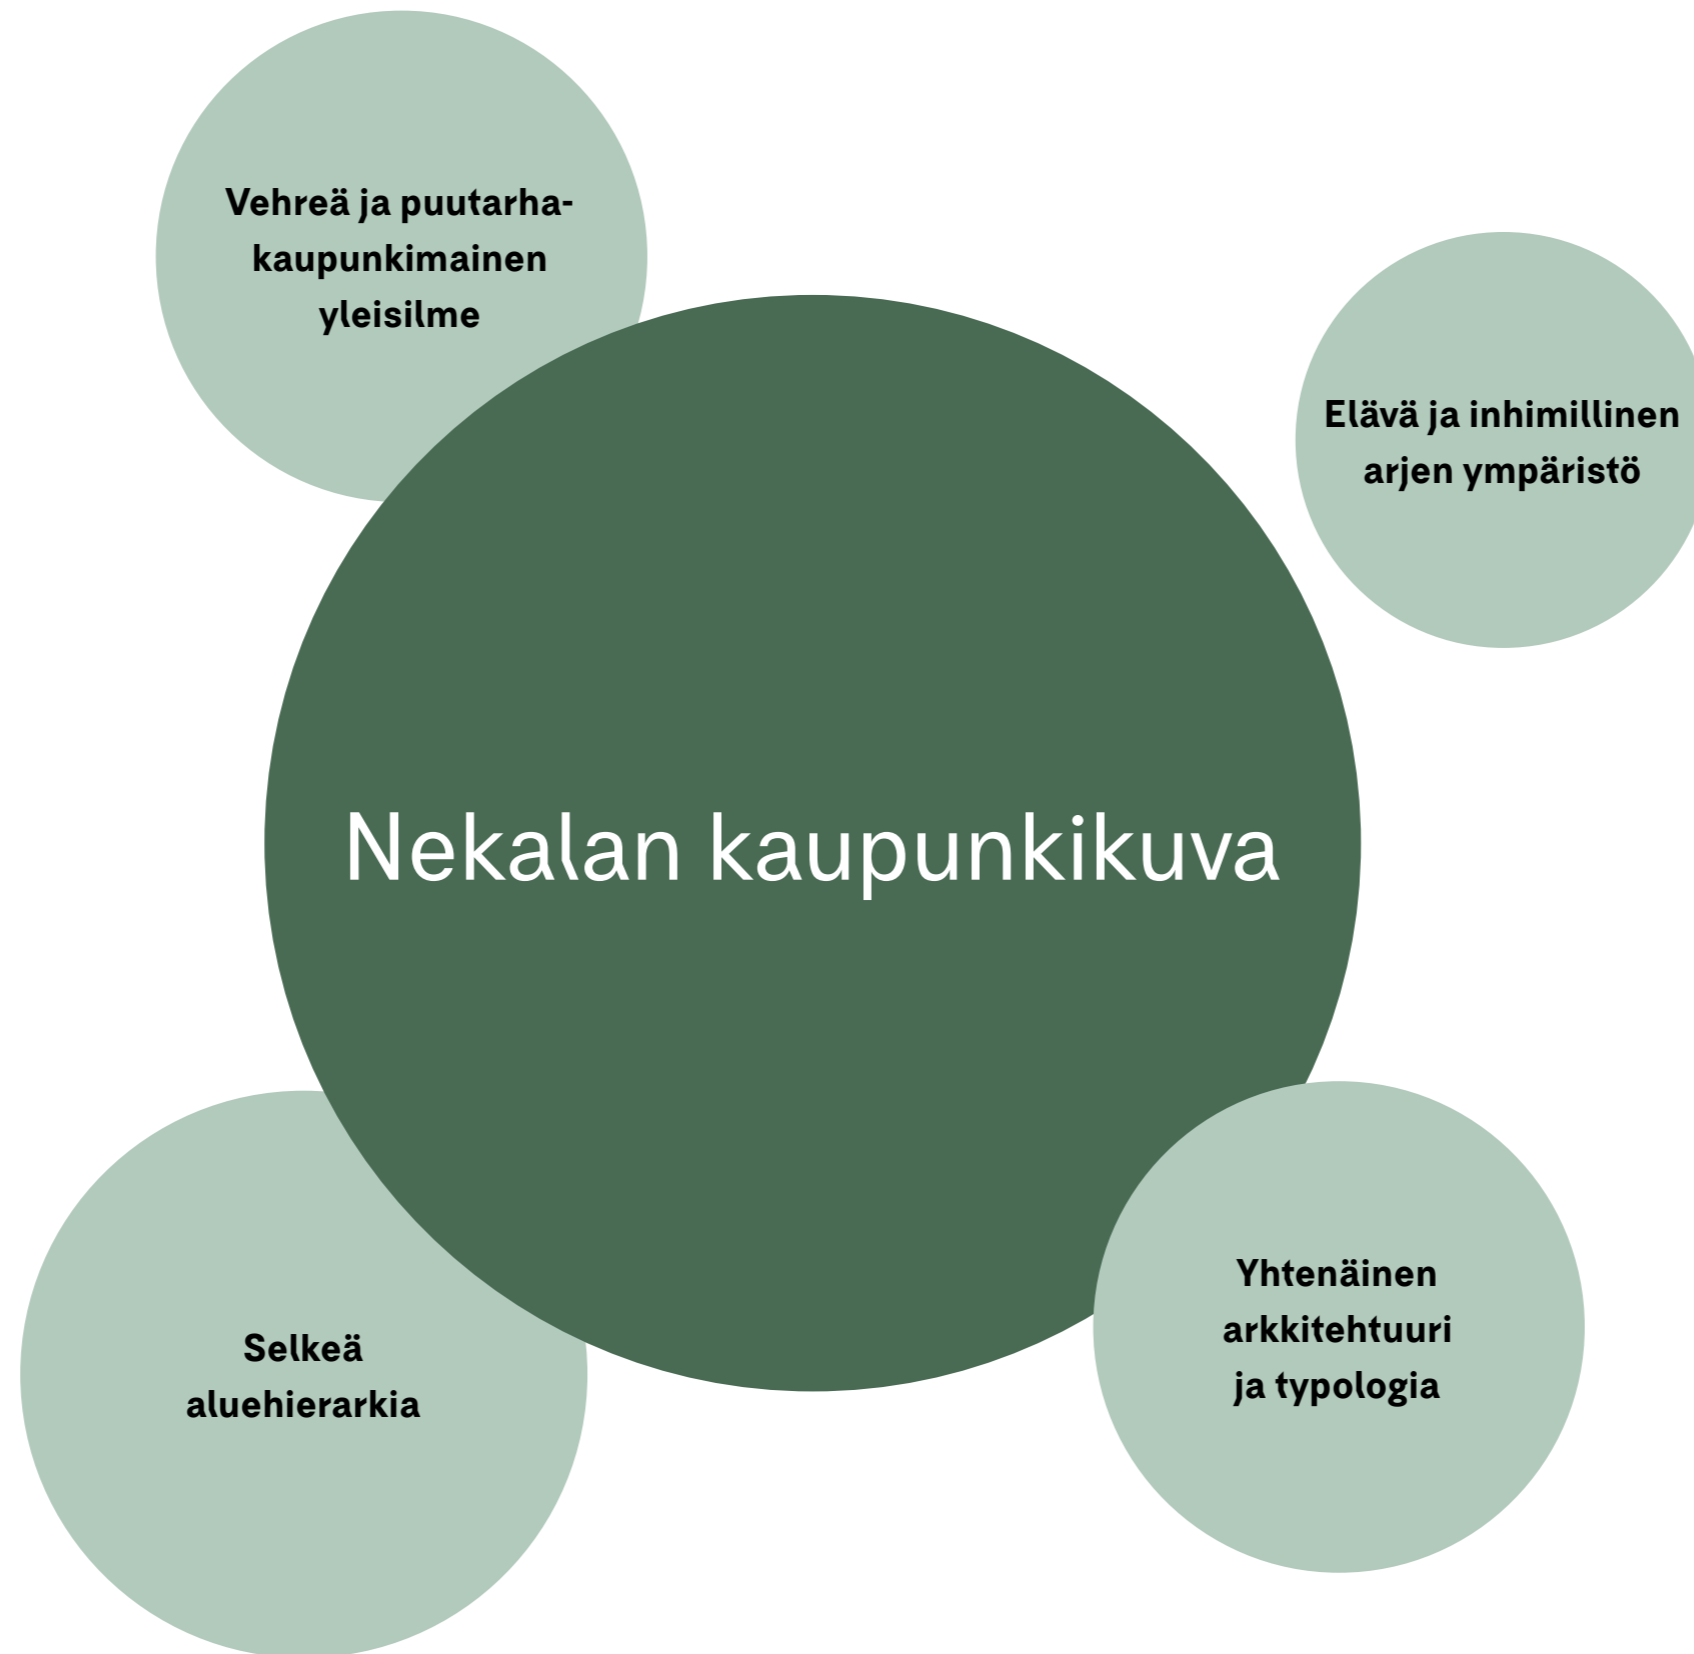 Vehreä ja puutarha-
kaupunkimainen
yleisilme
Elävä ja inhimillinen
arjen ympäristö
Nekalan kaupunkikuva
Selkeä
aluehierarkia
Yhtenäinen
arkkitehtuuri
ja typologia